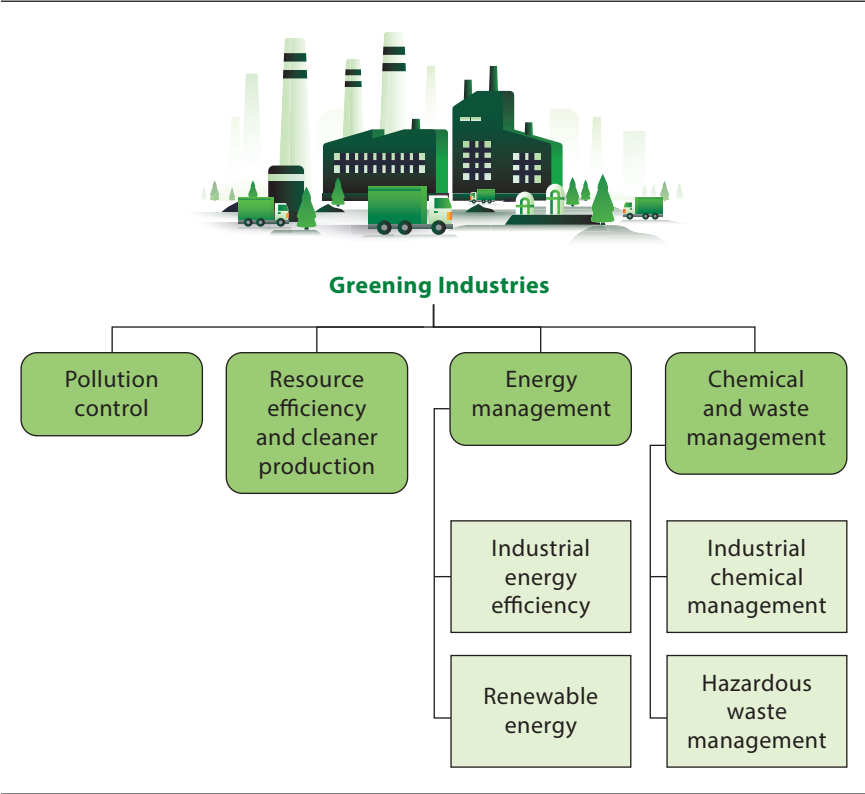 Greening Industries
Pollution
control
Resource
efficiency
and cleaner
production
Energy
management
Chemical
and waste
management
Industrial
energy
efficiency
Renewable
energy
Industrial
chemical
management
Hazardous
waste
management